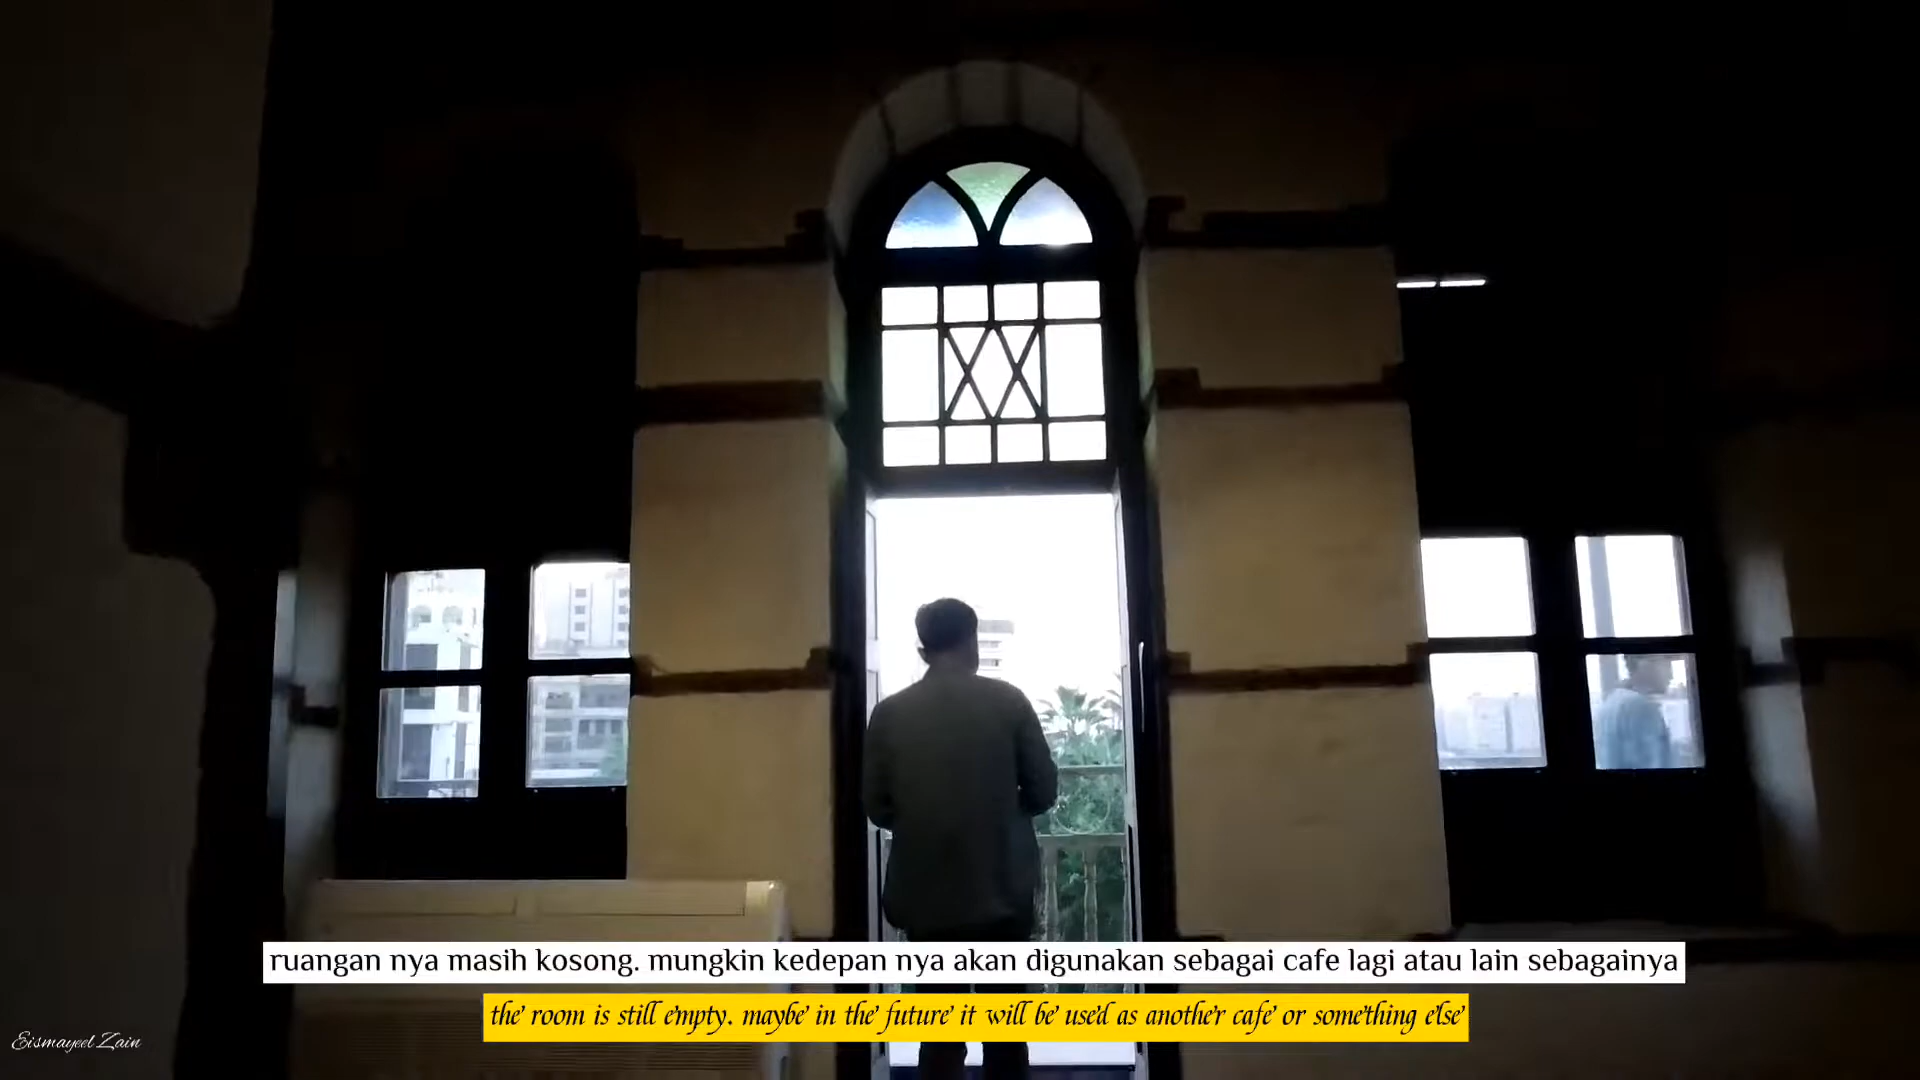 ruangan nya masih kosong. mungkin kedepan nya akan digunakan sebagai cafe lagi atau lain sebagainya
the room is still empty. maybe in the future it will be used as another cafe or something else
Eismayeel Zain